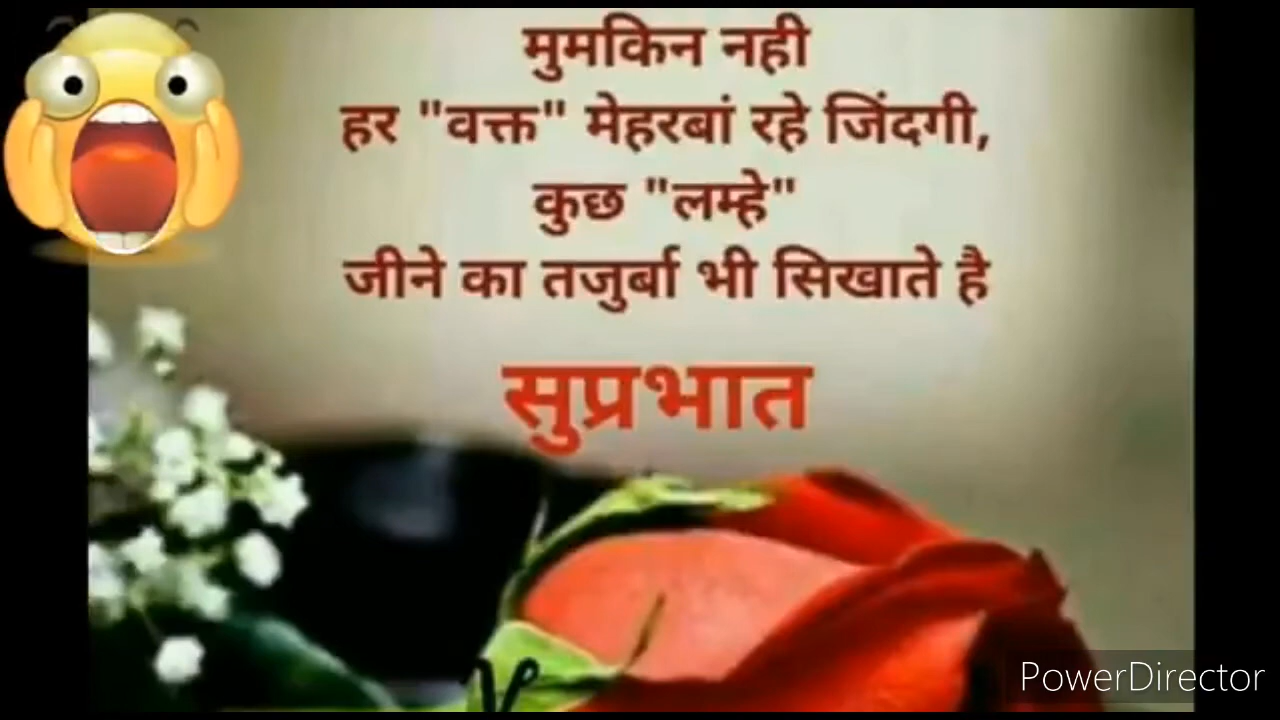 मुमकिन नही
हर "वक्त" मेहरबां रहे जिंदगी,
कुछ "लम्हे"
जीने का तजुर्बा भी सिखाते है
सुप्रभात
PowerDirector